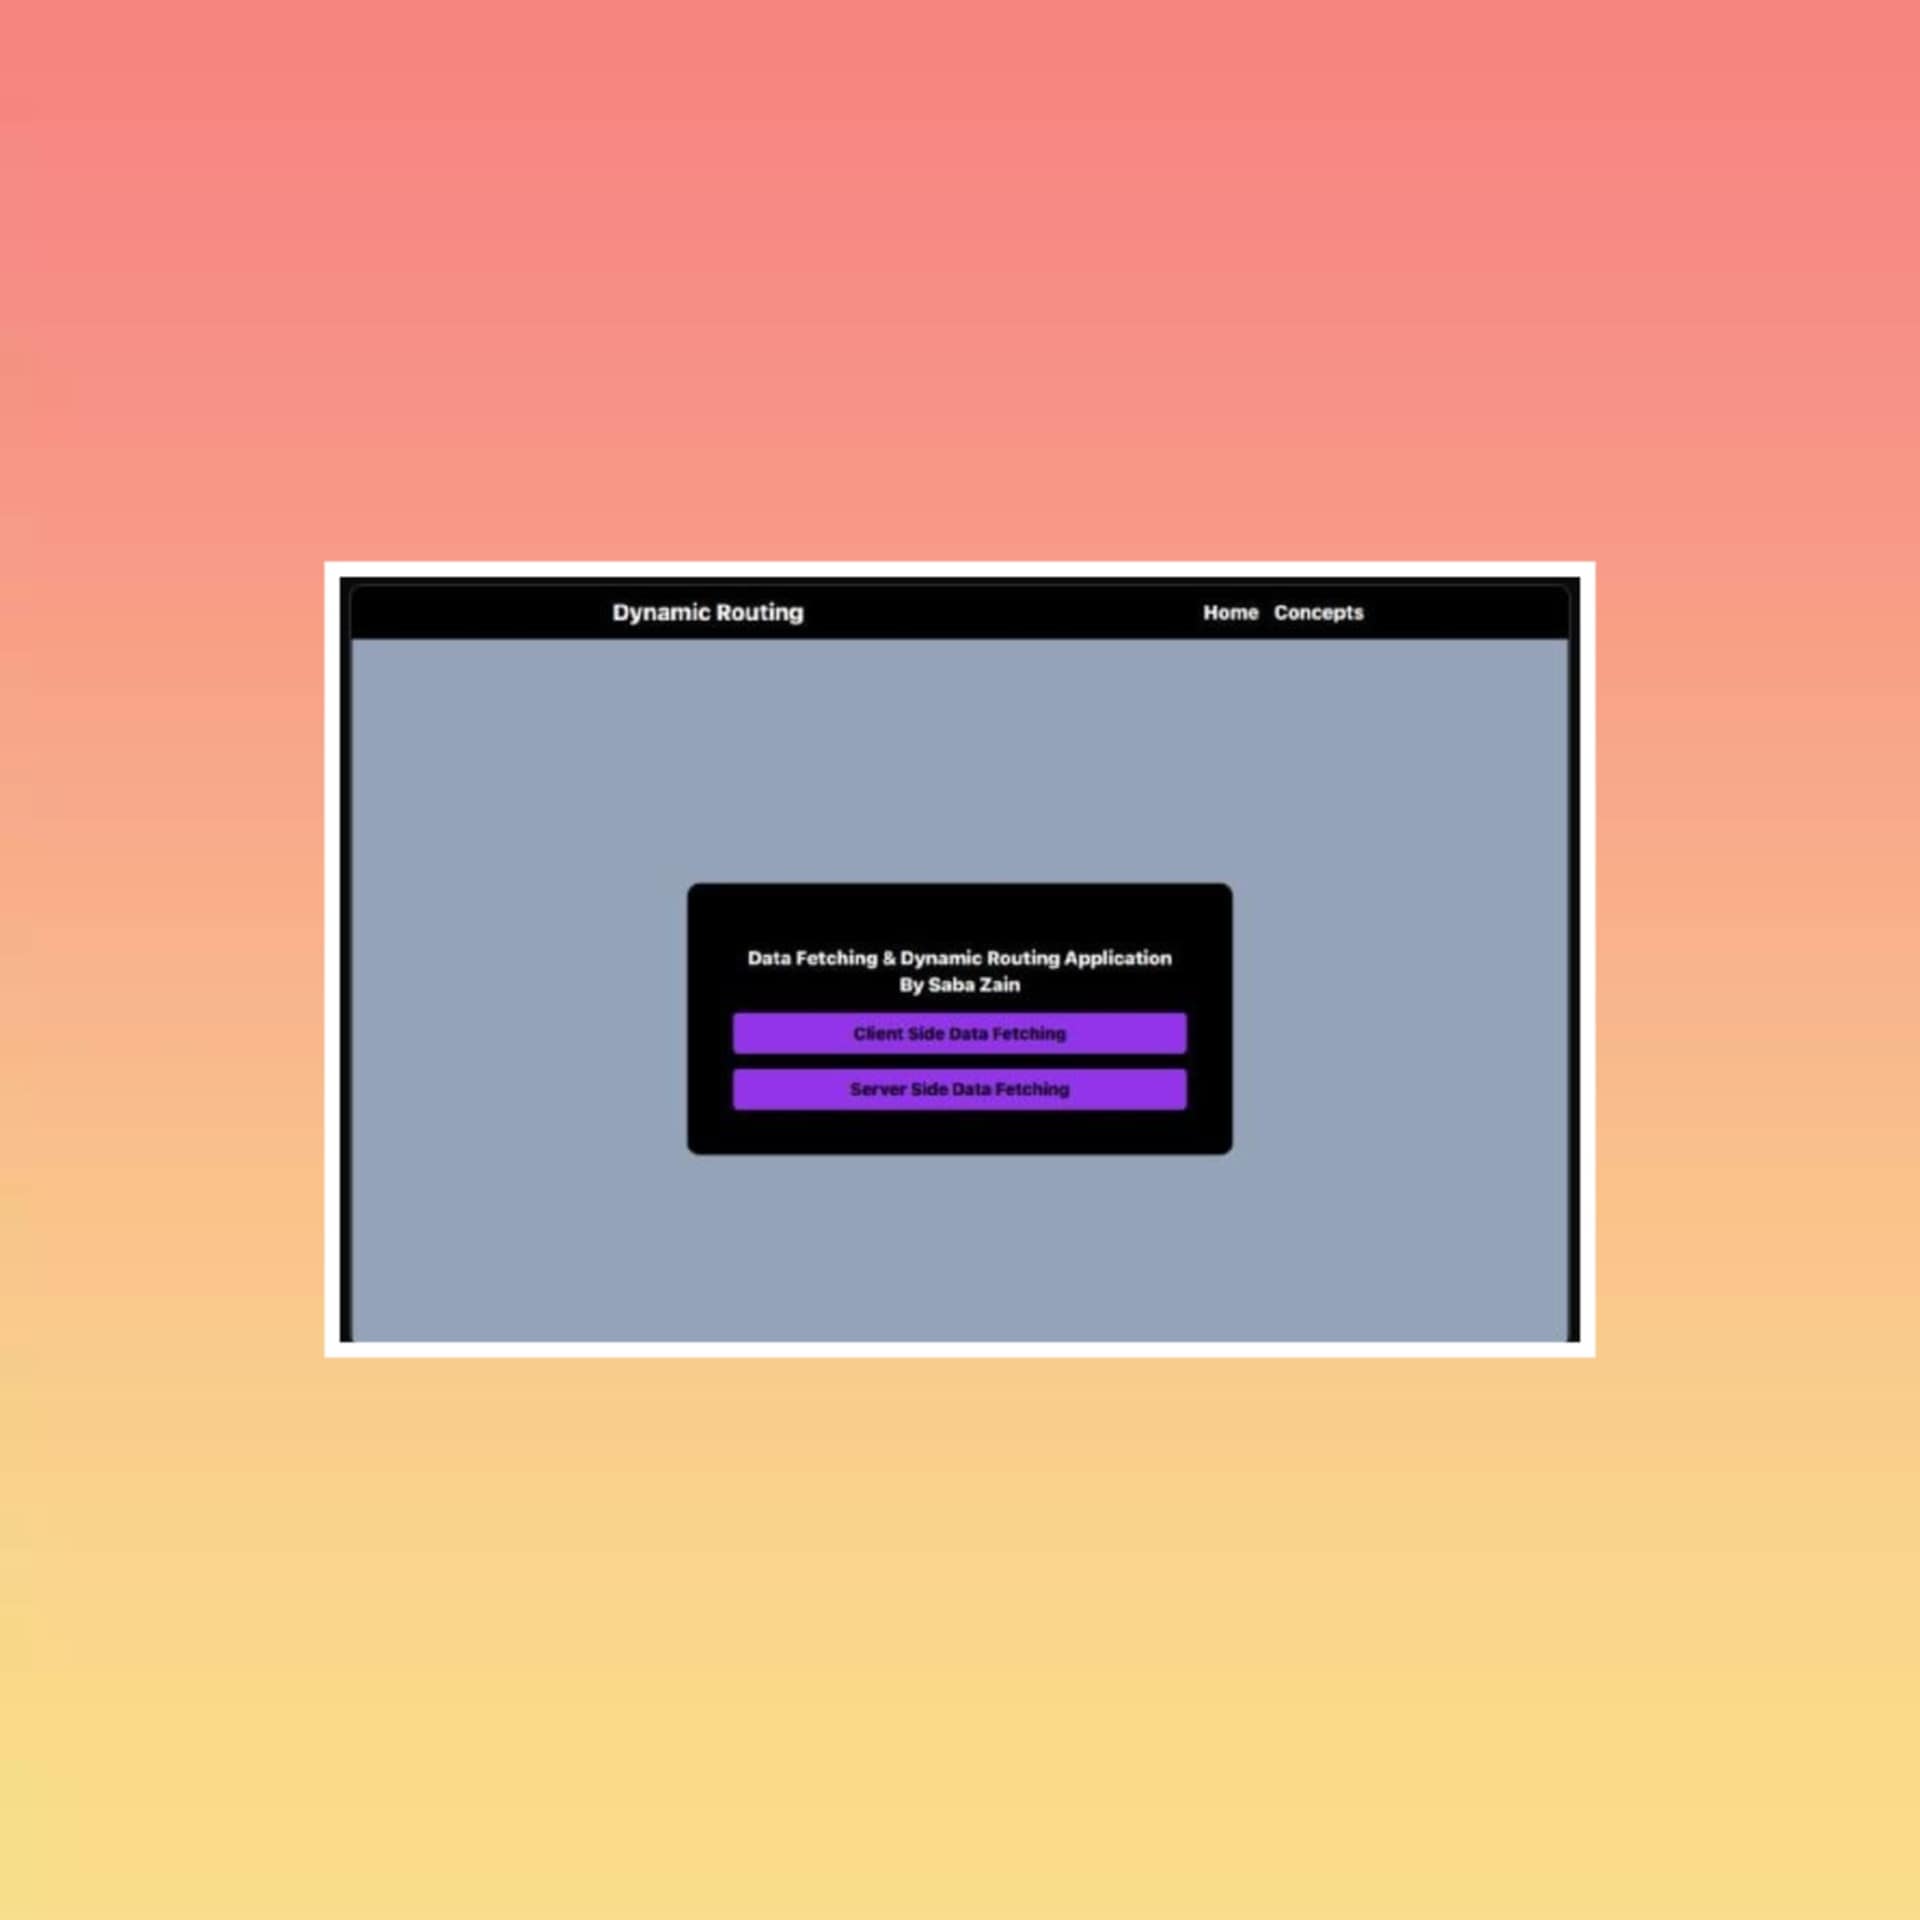 Dynamic Routing
Home Concepts
Data Fetching & Dynamic Routing Application
By Saba Zain
Client Side Data Fetching
Server Side Data Fetching